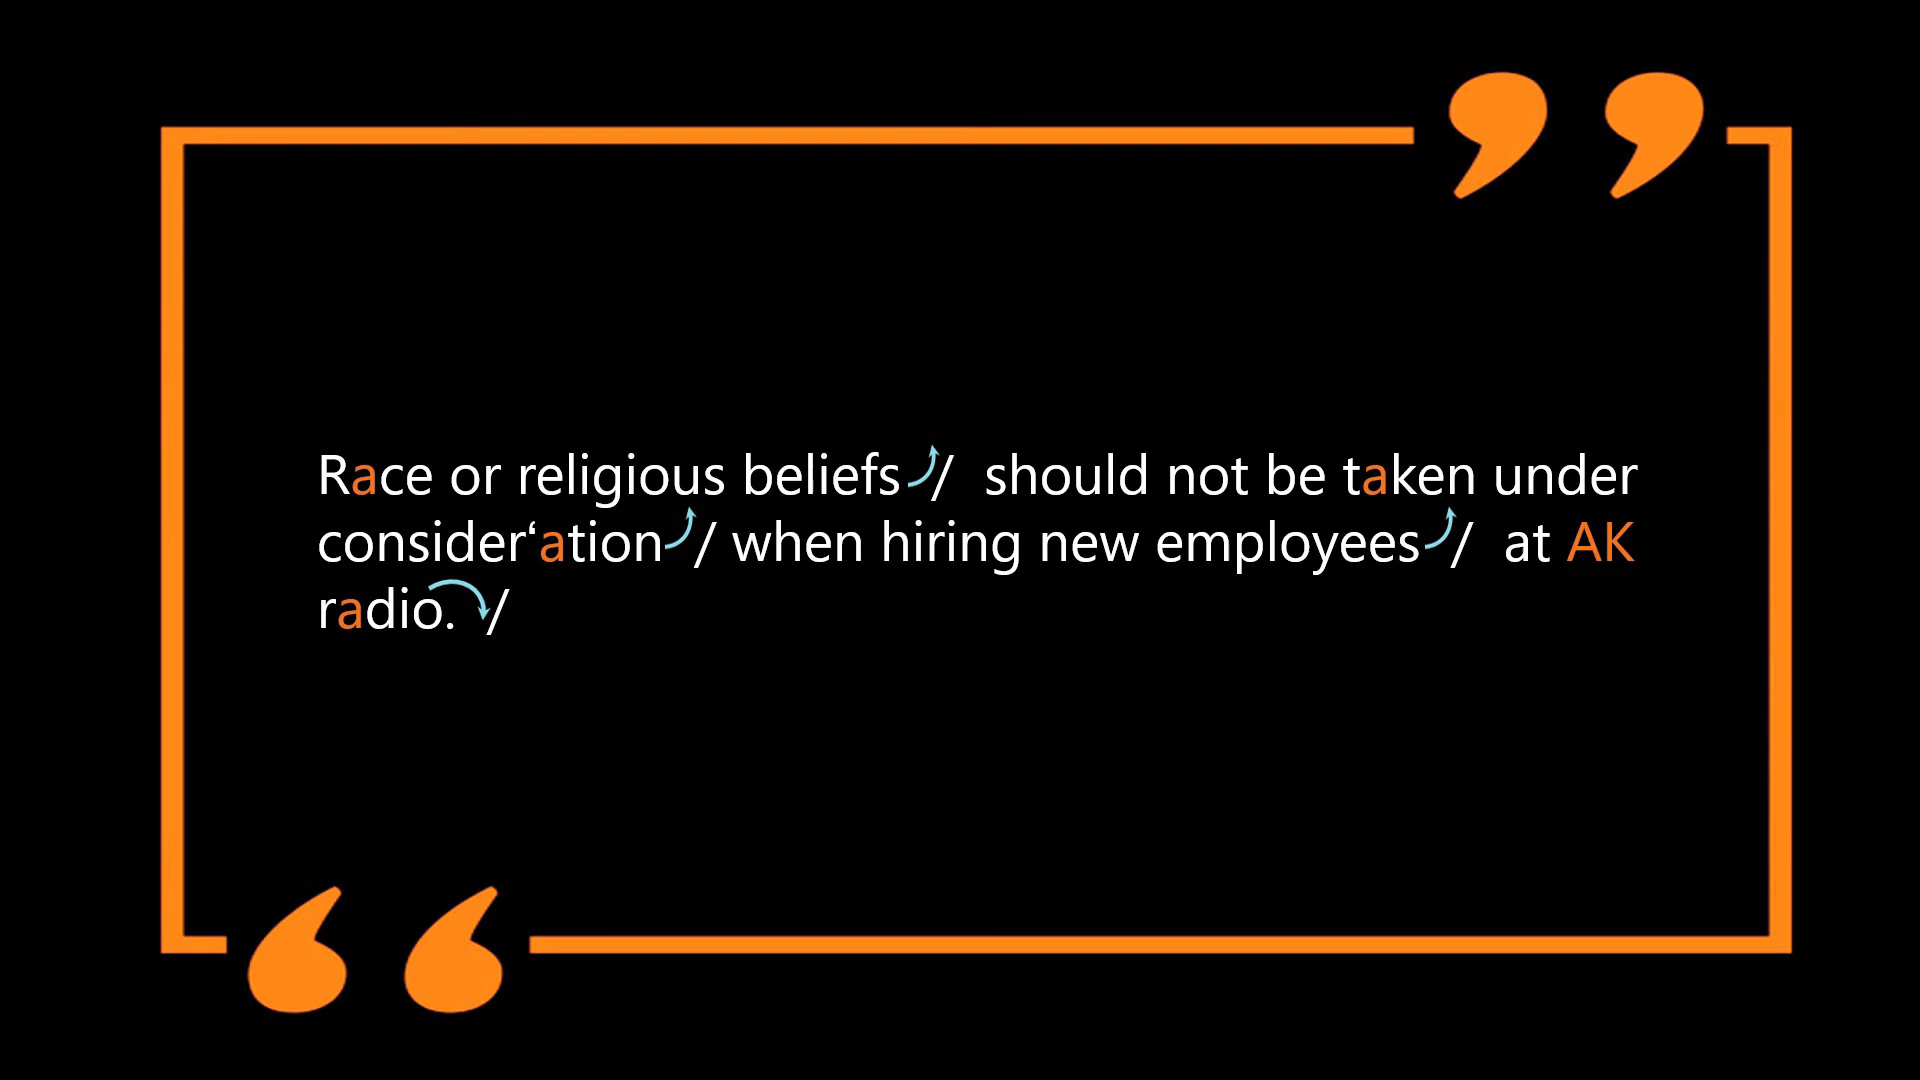 Race or religious beliefs / should not be taken under
consider‘ation / when hiring new employees / at AK
radio. /